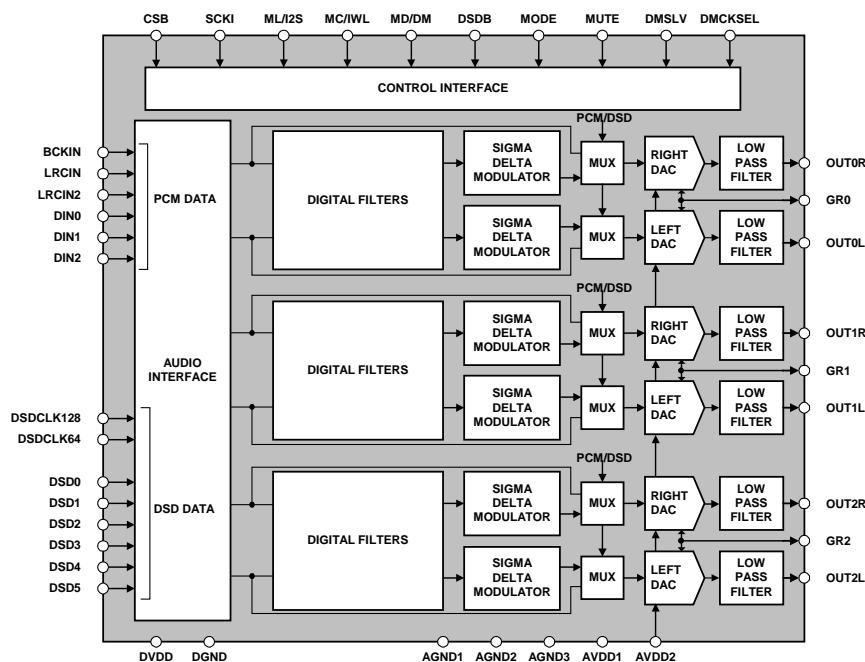 CSB SCKI ML/I2S MC/IWL MD/DM DSDB MODE MUTE DMSLV DMCKSEL
CONTROL INTERFACE
BCKIN
LRCIN
LRCIN2
DIN0
DIN1
DIN2
PCM DATA
AUDIO
INTERFACE
DSDCLK128
DSDCLK64
DSD0
DSD1
DSD2
DSD3
DSD4
DSD5
DSD DATA
DIGITAL FILTERS
SIGMA
DELTA
MODULATOR
SIGMA
DELTA
MODULATOR
PCM/DSD
MUX
MUX
RIGHT
DAC
LEFT
DAC
LOW
PASS
FILTER
LOW
PASS
FILTER
OUT0R
GR0
OUT0L
DIGITAL FILTERS
SIGMA
DELTA
MODULATOR
SIGMA
DELTA
MODULATOR
PCM/DSD
MUX
MUX
RIGHT
DAC
LEFT
DAC
LOW
PASS
FILTER
LOW
PASS
FILTER
OUT1R
GR1
OUT1L
DIGITAL FILTERS
SIGMA
DELTA
MODULATOR
SIGMA
DELTA
MODULATOR
PCM/DSD
MUX
MUX
RIGHT
DAC
LEFT
DAC
LOW
PASS
FILTER
LOW
PASS
FILTER
OUT2R
GR2
OUT2L
DVDD DGND AGND1 AGND2 AGND3 AVDD1 AVDD2